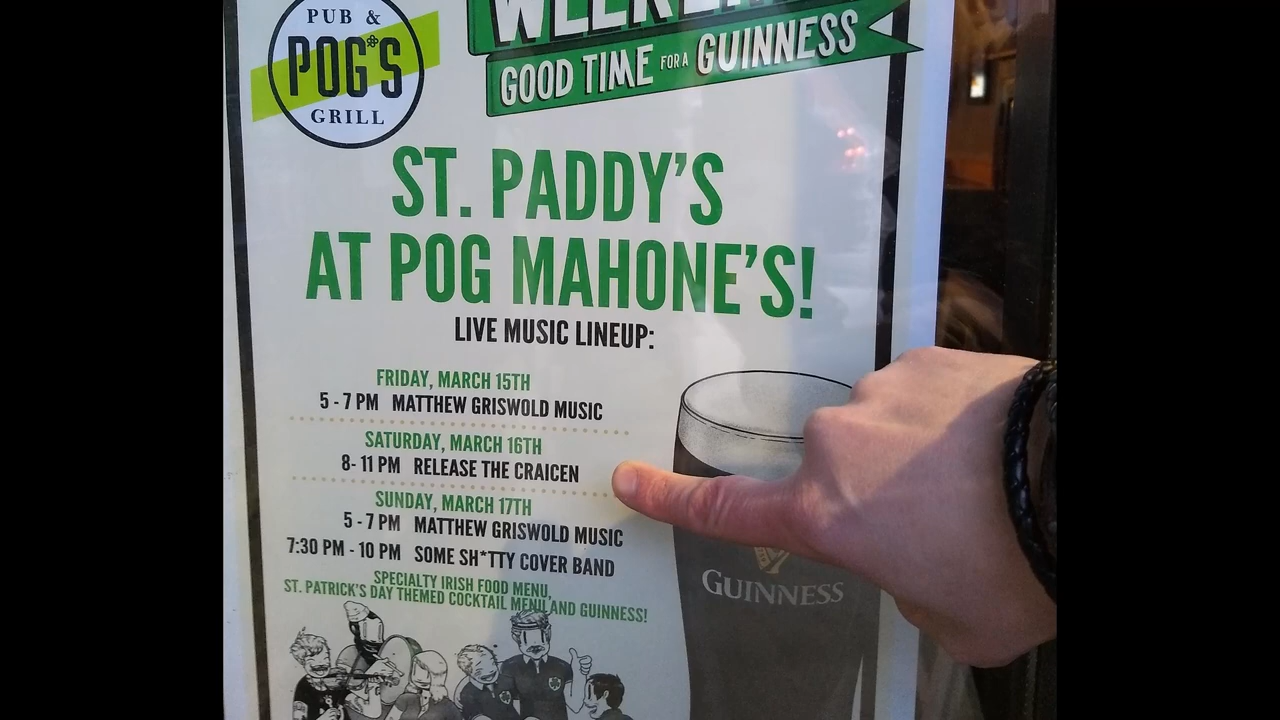 PUB &
POG'S
GRILL
GOOD TIME FOR A GUINNESS
ST. PADDY'S
AT POG MAHONE'S!
LIVE MUSIC LINEUP:
FRIDAY, MARCH 15TH
5 - 7 PM MATTHEW GRISWOLD MUSIC
SATURDAY, MARCH 16TH
8- 11 PM RELEASE THE CRAICEN
SUNDAY, MARCH 17TH
5 - 7 PM MATTHEW GRISWOLD MUSIC
7:30 PM - 10 PM SOME SH*TTY COVER BAND
SPECIALTY IRISH FOOD MENU,
ST. PATRICK'S DAY THEMED COCKTAIL MENU AND GUINNESS!
GUINNESS